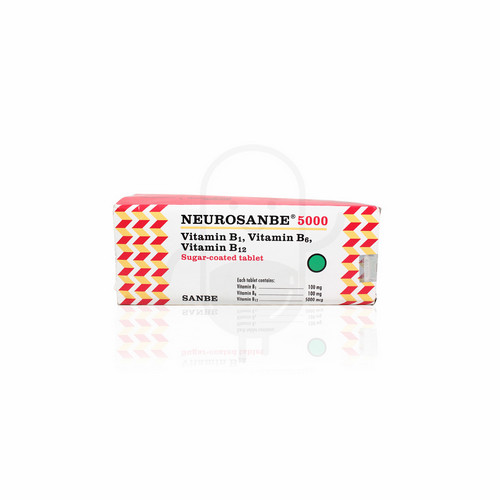 NEUROSANBE® 5000
Vitamin B1, Vitamin B6,
Vitamin B12
Sugar-coated tablet
Each tablet contains:
Vitamin B1 100 mg
Vitamin B6 100 mg
Vitamin B12 5000 mcg
SANBE